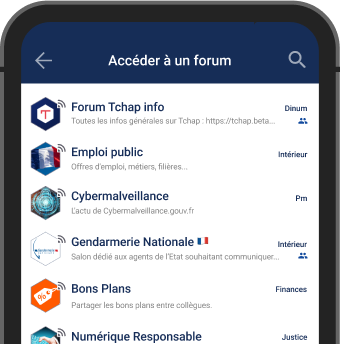 Accéder à un forum
Forum Tchap info
Dinum
Toutes les infos générales sur Tchap : https://tchap.beta...
Emploi public
Intérieur
Offres d'emploi, métiers, filières...
Cybermalveillance
Pm
L'actu de Cybermalveillance.gouv.fr
Gendarmerie Nationale
Intérieur
Salon dédié aux agents de l'Etat souhaitant communiquer...
Bons Plans
Finances
Partager les bons plans entre collègues.
Numérique Responsable
Justice